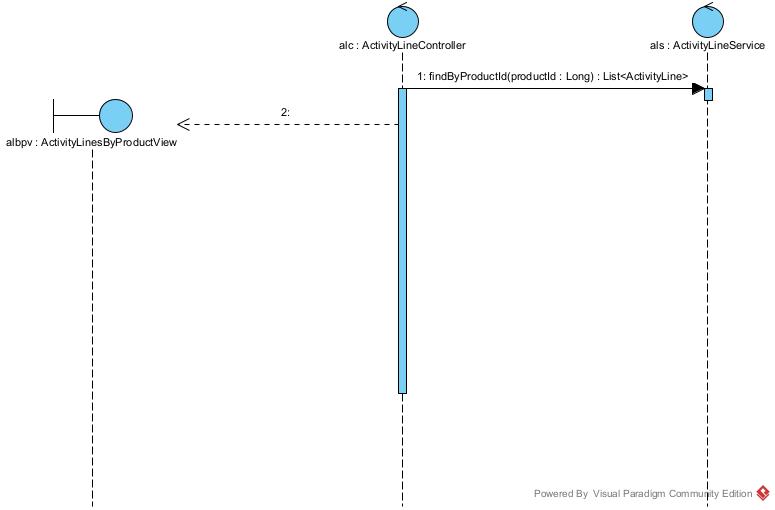 alc : ActivityLineController
als : ActivityLineService
1: findByProductId(productId : Long) : List<ActivityLine>
2:
albpv : ActivityLinesByProductView
Powered By Visual Paradigm Community Edition